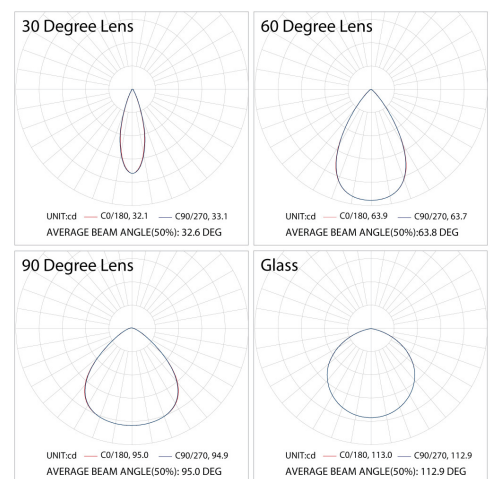 30 Degree Lens
UNIT:cd C0/180, 32.1 C90/270, 33.1
AVERAGE BEAM ANGLE(50%): 32.6 DEG
60 Degree Lens
UNIT:cd C0/180, 63.9 C90/270, 63.7
AVERAGE BEAM ANGLE(50%):63.8 DEG
90 Degree Lens
UNIT:cd C0/180, 95.0 C90/270, 94.9
AVERAGE BEAM ANGLE(50%): 95.0 DEG
Glass
UNIT:cd C0/180, 113.0 C90/270, 112.9
AVERAGE BEAM ANGLE(50%): 112.9 DEG